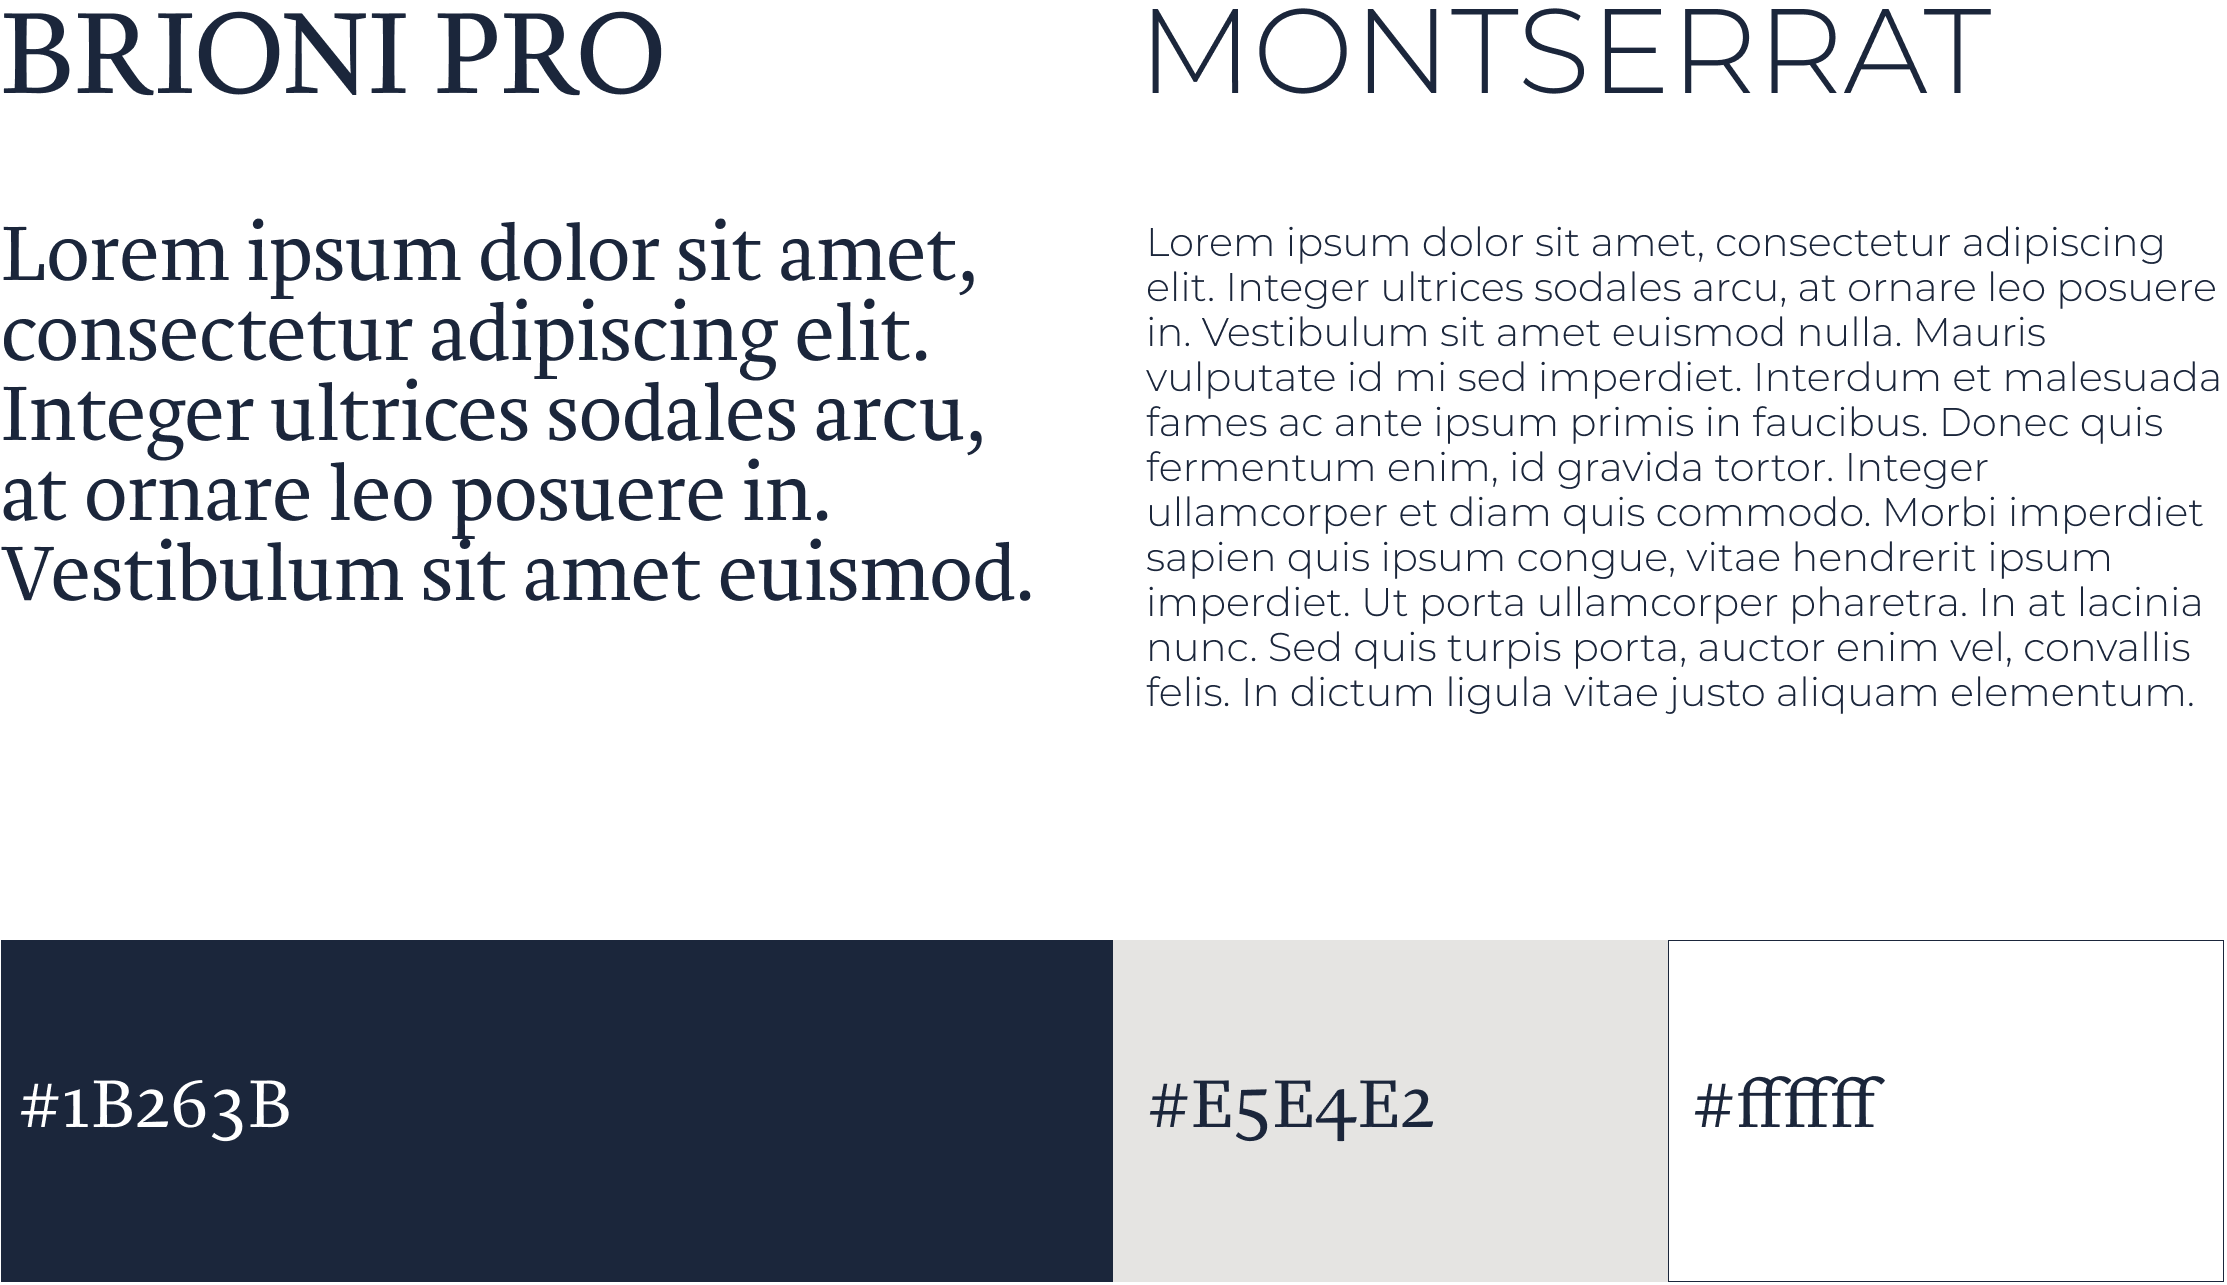 BRIONI PRO
Lorem ipsum dolor sit amet,
consectetur adipiscing elit.
Integer ultrices sodales arcu,
at ornare leo posuere in.
Vestibulum sit amet euismod.
MONTSERRAT
Lorem ipsum dolor sit amet, consectetur adipiscing
elit. Integer ultrices sodales arcu, at ornare leo posuere
in. Vestibulum sit amet euismod nulla. Mauris
vulputate id mi sed imperdiet. Interdum et malesuada
fames ac ante ipsum primis in faucibus. Donec quis
fermentum enim, id gravida tortor. Integer
ullamcorper et diam quis commodo. Morbi imperdiet
sapien quis ipsum congue, vitae hendrerit ipsum
imperdiet. Ut porta ullamcorper pharetra. In at lacinia
nunc. Sed quis turpis porta, auctor enim vel, convallis
felis. In dictum ligula vitae justo aliquam elementum.
#1B263B
#E5E4E2
#ffffff